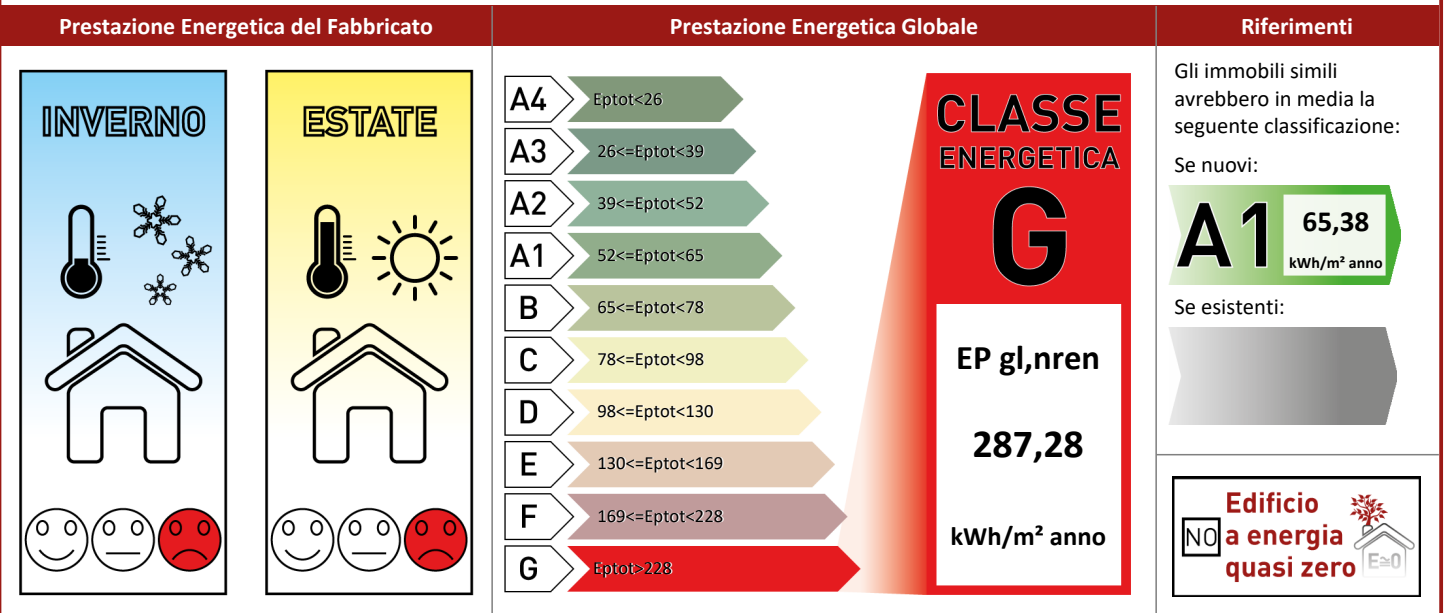 Prestazione Energetica del Fabbricato
Prestazione Energetica Globale
Riferimenti
INVERNO
ESTATE
A4
Eptot<26
A3
26<=Eptot<39
A2
39<=Eptot<52
A1
52<=Eptot<65
B
65<=Eptot<78
C
78<=Eptot<98
D
98<=Eptot<130
E
130<=Eptot<169
F
169<=Eptot<228
G
Eptot>228
CLASSE
ENERGETICA
G
EP gl,nren
287,28
kWh/m² anno
Gli immobili simili
avrebbero in media la
seguente classificazione:
Se nuovi:
A1
65,38
kWh/m² anno
Se esistenti:
Edificio
NO a energia
quasi zero
E≅0